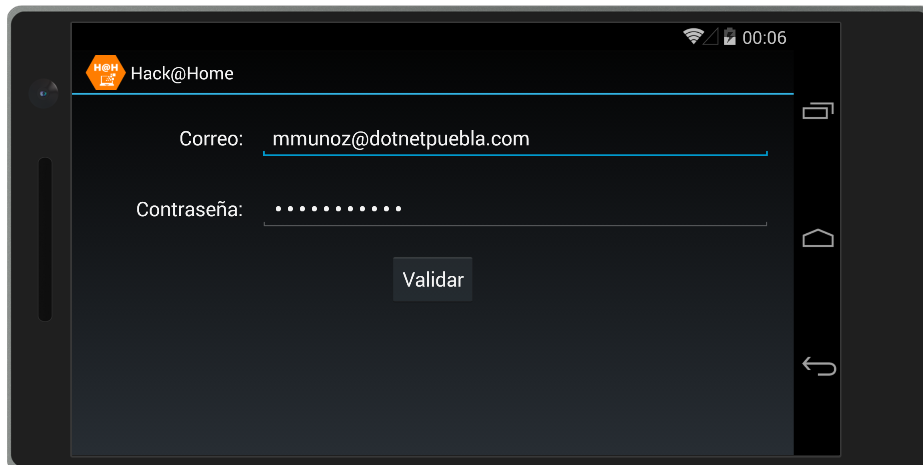 00:06
H@H
Hack@Home
Correo: mmunoz@dotnetpuebla.com
Contraseña: •••••••••••
Validar